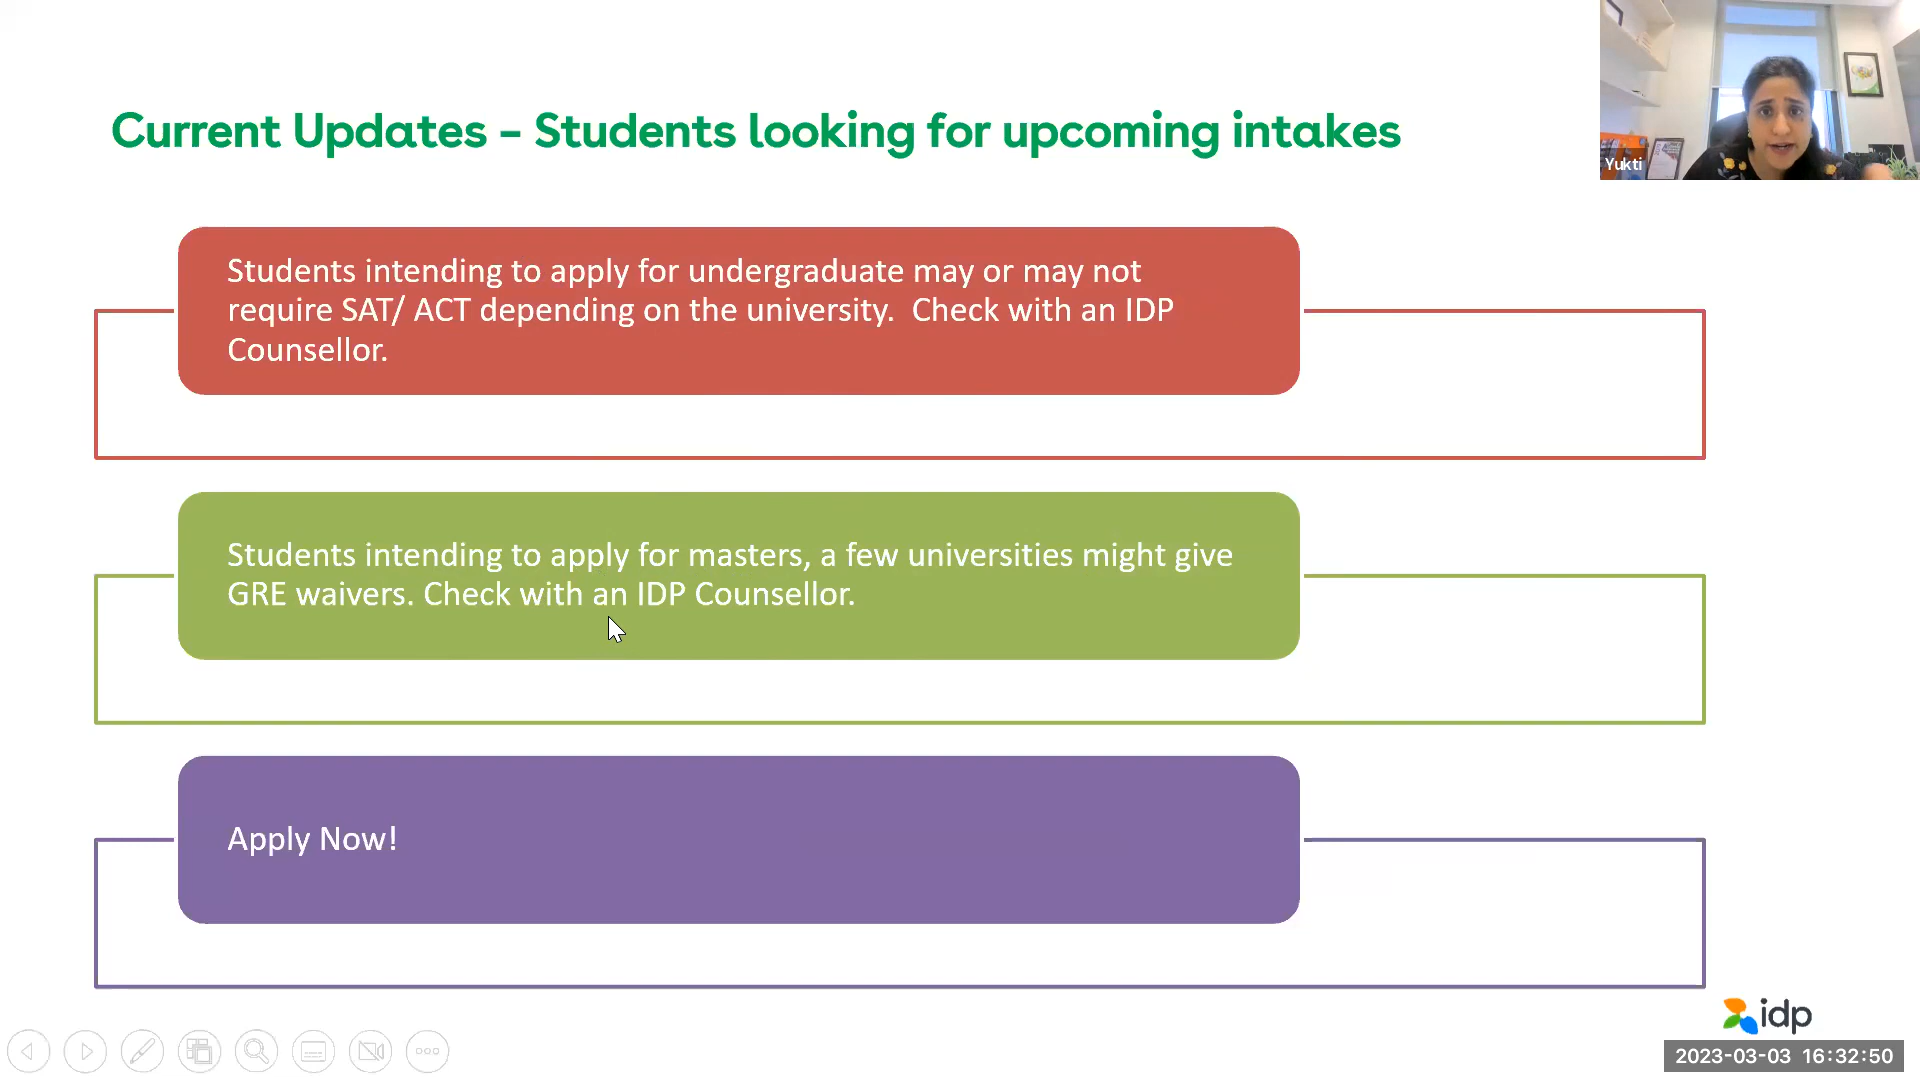 Current Updates – Students looking for upcoming intakes
Yukti
Students intending to apply for undergraduate may or may not
require SAT/ ACT depending on the university.  Check with an IDP
Counsellor.
Students intending to apply for masters, a few universities might give
GRE waivers. Check with an IDP Counsellor.
Apply Now!
idp
2023-03-03 16:32:50